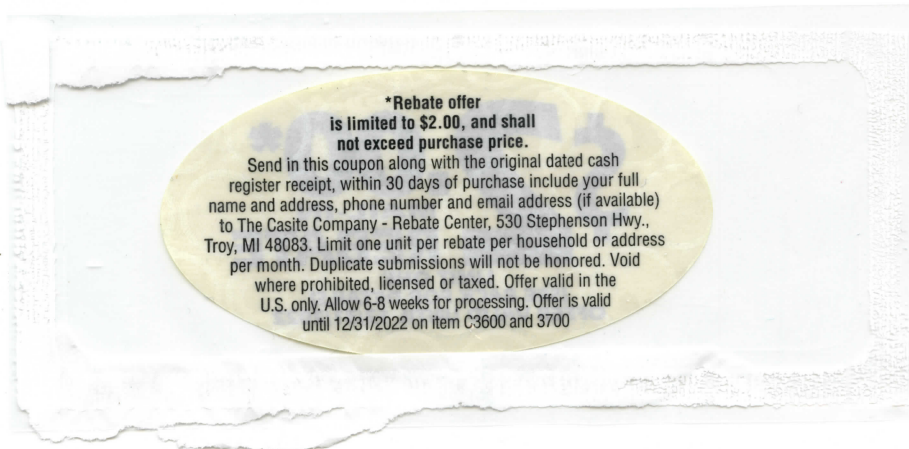 *Rebate offer
is limited to $2.00, and shall
not exceed purchase price.
Send in this coupon along with the original dated cash
register receipt, within 30 days of purchase include your full
name and address, phone number and email address (if available)
to The Casite Company - Rebate Center, 530 Stephenson Hwy.,
Troy, MI 48083. Limit one unit per rebate per household or address
per month. Duplicate submissions will not be honored. Void
where prohibited, licensed or taxed. Offer valid in the
U.S. only. Allow 6-8 weeks for processing. Offer is valid
until 12/31/2022 on item C3600 and 3700